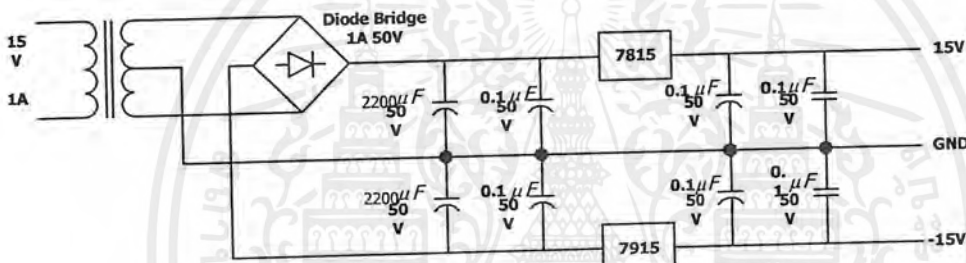 Diode Bridge
1A 50V
15
V
1A
7815
15V
2200μF
50
V
0.1μF
50
V
0.1μF
50
V
0.1μF
50
V
GND
2200μF
50
V
0.1μF
50
V
0.1μF
50
V
0.
1μF
50
V
7915
-15V